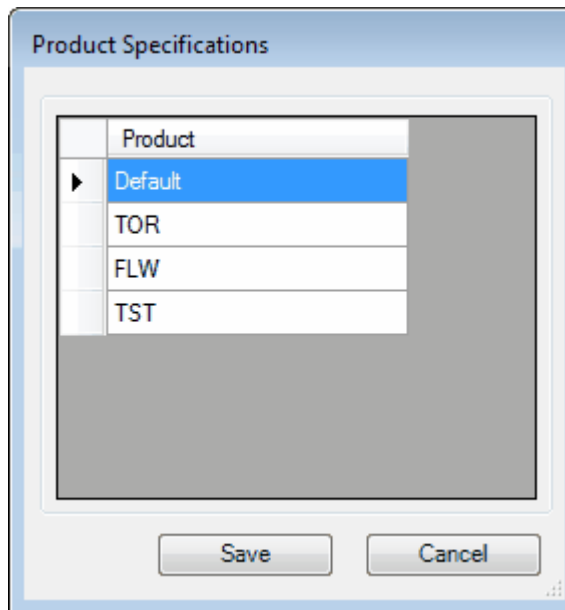 Product Specifications
Product
Default
TOR
FLW
TST
Save Cancel